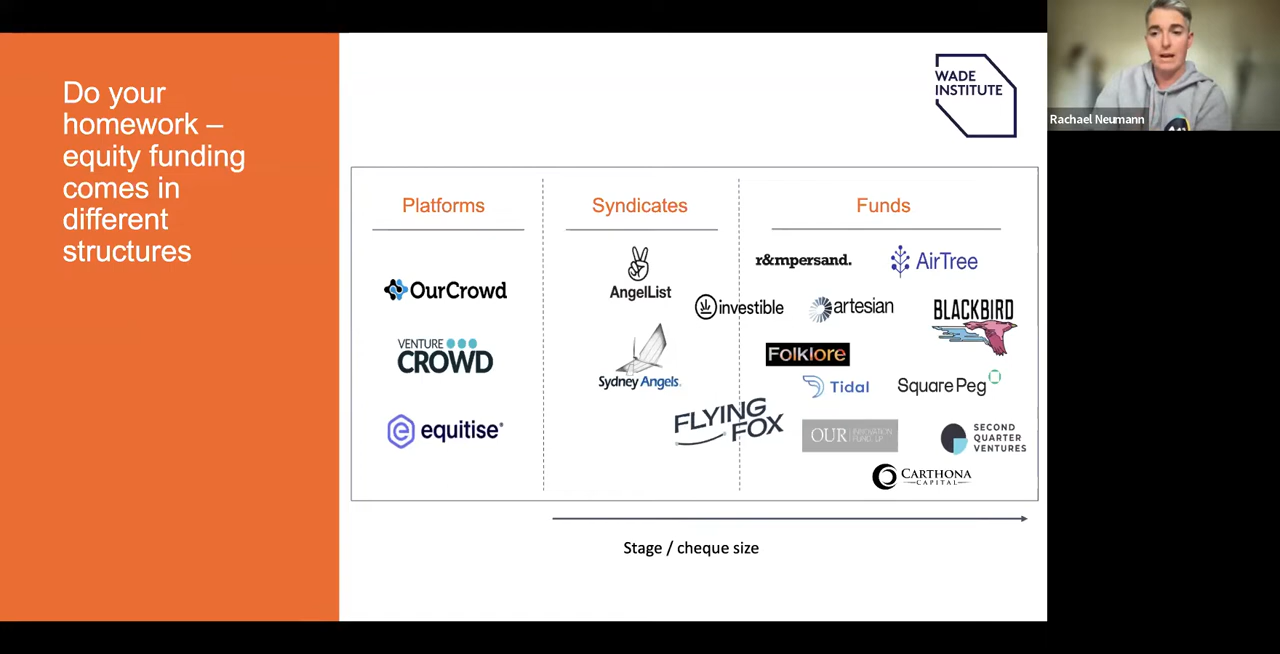 Do your
homework –
equity funding
comes in
different
structures
WADE
INSTITUTE
Rachael Neumann
Platforms
OurCrowd
VENTURE
CROWD
equitise
Syndicates
AngelList
Sydney Angels
FLYING
FOX
Funds
r&mpersand.
AirTree
investible
artesian
BLACKBIRD
Folklore
Tidal
Square Peg
OUR INNOVATION
FUND, LP
SECOND
QUARTER
VENTURES
CARTHONA
CAPITAL
Stage / cheque size